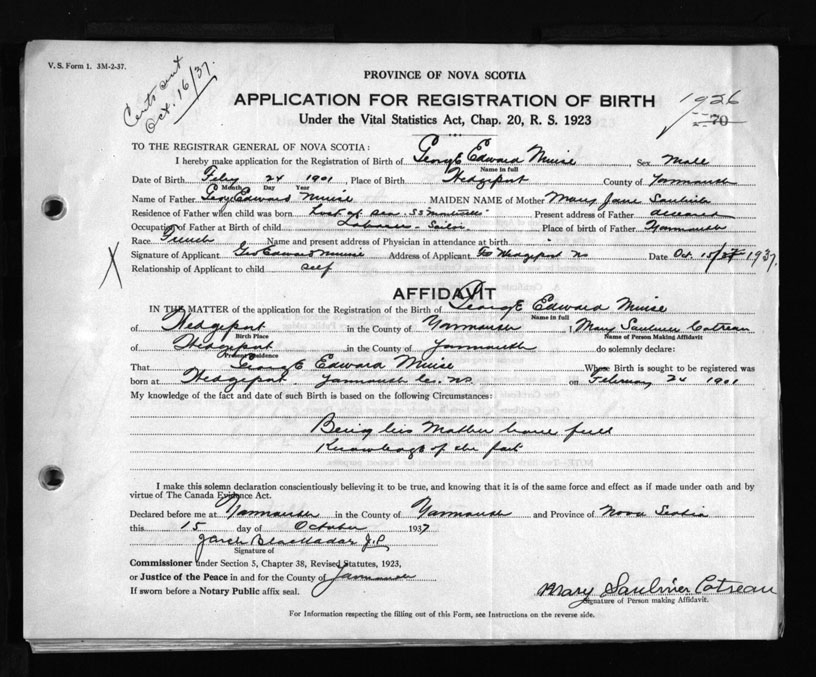 V. S. Form 1. 3M-2-37.
Certs sent
Oct. 16/37.
PROVINCE OF NOVA SCOTIA
APPLICATION FOR REGISTRATION OF BIRTH
Under the Vital Statistics Act, Chap. 20, R. S. 1923
1926
70
TO THE REGISTRAR GENERAL OF NOVA SCOTIA:
I hereby make application for the Registration of Birth of George Edward Muise Sex Male
Name in full
Date of Birth Feby 24 1901 Place of Birth Wedgeport County of Yarmouth
Month Day Year
Name of Father Geo Edward Muise MAIDEN NAME of Mother Mary Jane Saulnier
Residence of Father when child was born Lost at sea. SS Present address of Father deceased
Occupation of Father at Birth of child Labourer - Sailor Place of birth of Father Yarmouth
Race French Name and present address of Physician in attendance at birth
X
Signature of Applicant Geo Edward Muise Address of Applicant Wedgeport NS Date Oct. 15/37 1937.
Relationship of Applicant to child self
AFFIDAVIT
IN THE MATTER of the application for the Registration of the Birth of George Edward Muise
Name in full
of Wedgeport in the County of Yarmouth I, Mary Saulnier Cotreau
Birth Place Name of Person Making Affidavit
of Wedgeport in the County of Yarmouth do solemnly declare:
Present Residence
That George Edward Muise Whose Birth is sought to be registered was
born at Wedgeport Yarmouth Co. NS on February 24 1901
My knowledge of the fact and date of such Birth is based on the following Circumstances:
Being his Mother have full
Knowledge of the fact
I make this solemn declaration conscientiously believing it to be true, and knowing that it is of the same force and effect as if made under oath and by
virtue of The Canada Evidence Act.
Declared before me at Yarmouth in the County of Yarmouth and Province of Nova Scotia
this 15 day of October 1937
Blackadar J.P.
Signature of
Commissioner under Section 5, Chapter 38, Revised Statutes, 1923,
or Justice of the Peace in and for the County of Yarmouth
If sworn before a Notary Public affix seal.
Mary Saulnier Cotreau
Signature of Person making Affidavit.
For Information respecting the filling out of this Form, see Instructions on the reverse side.